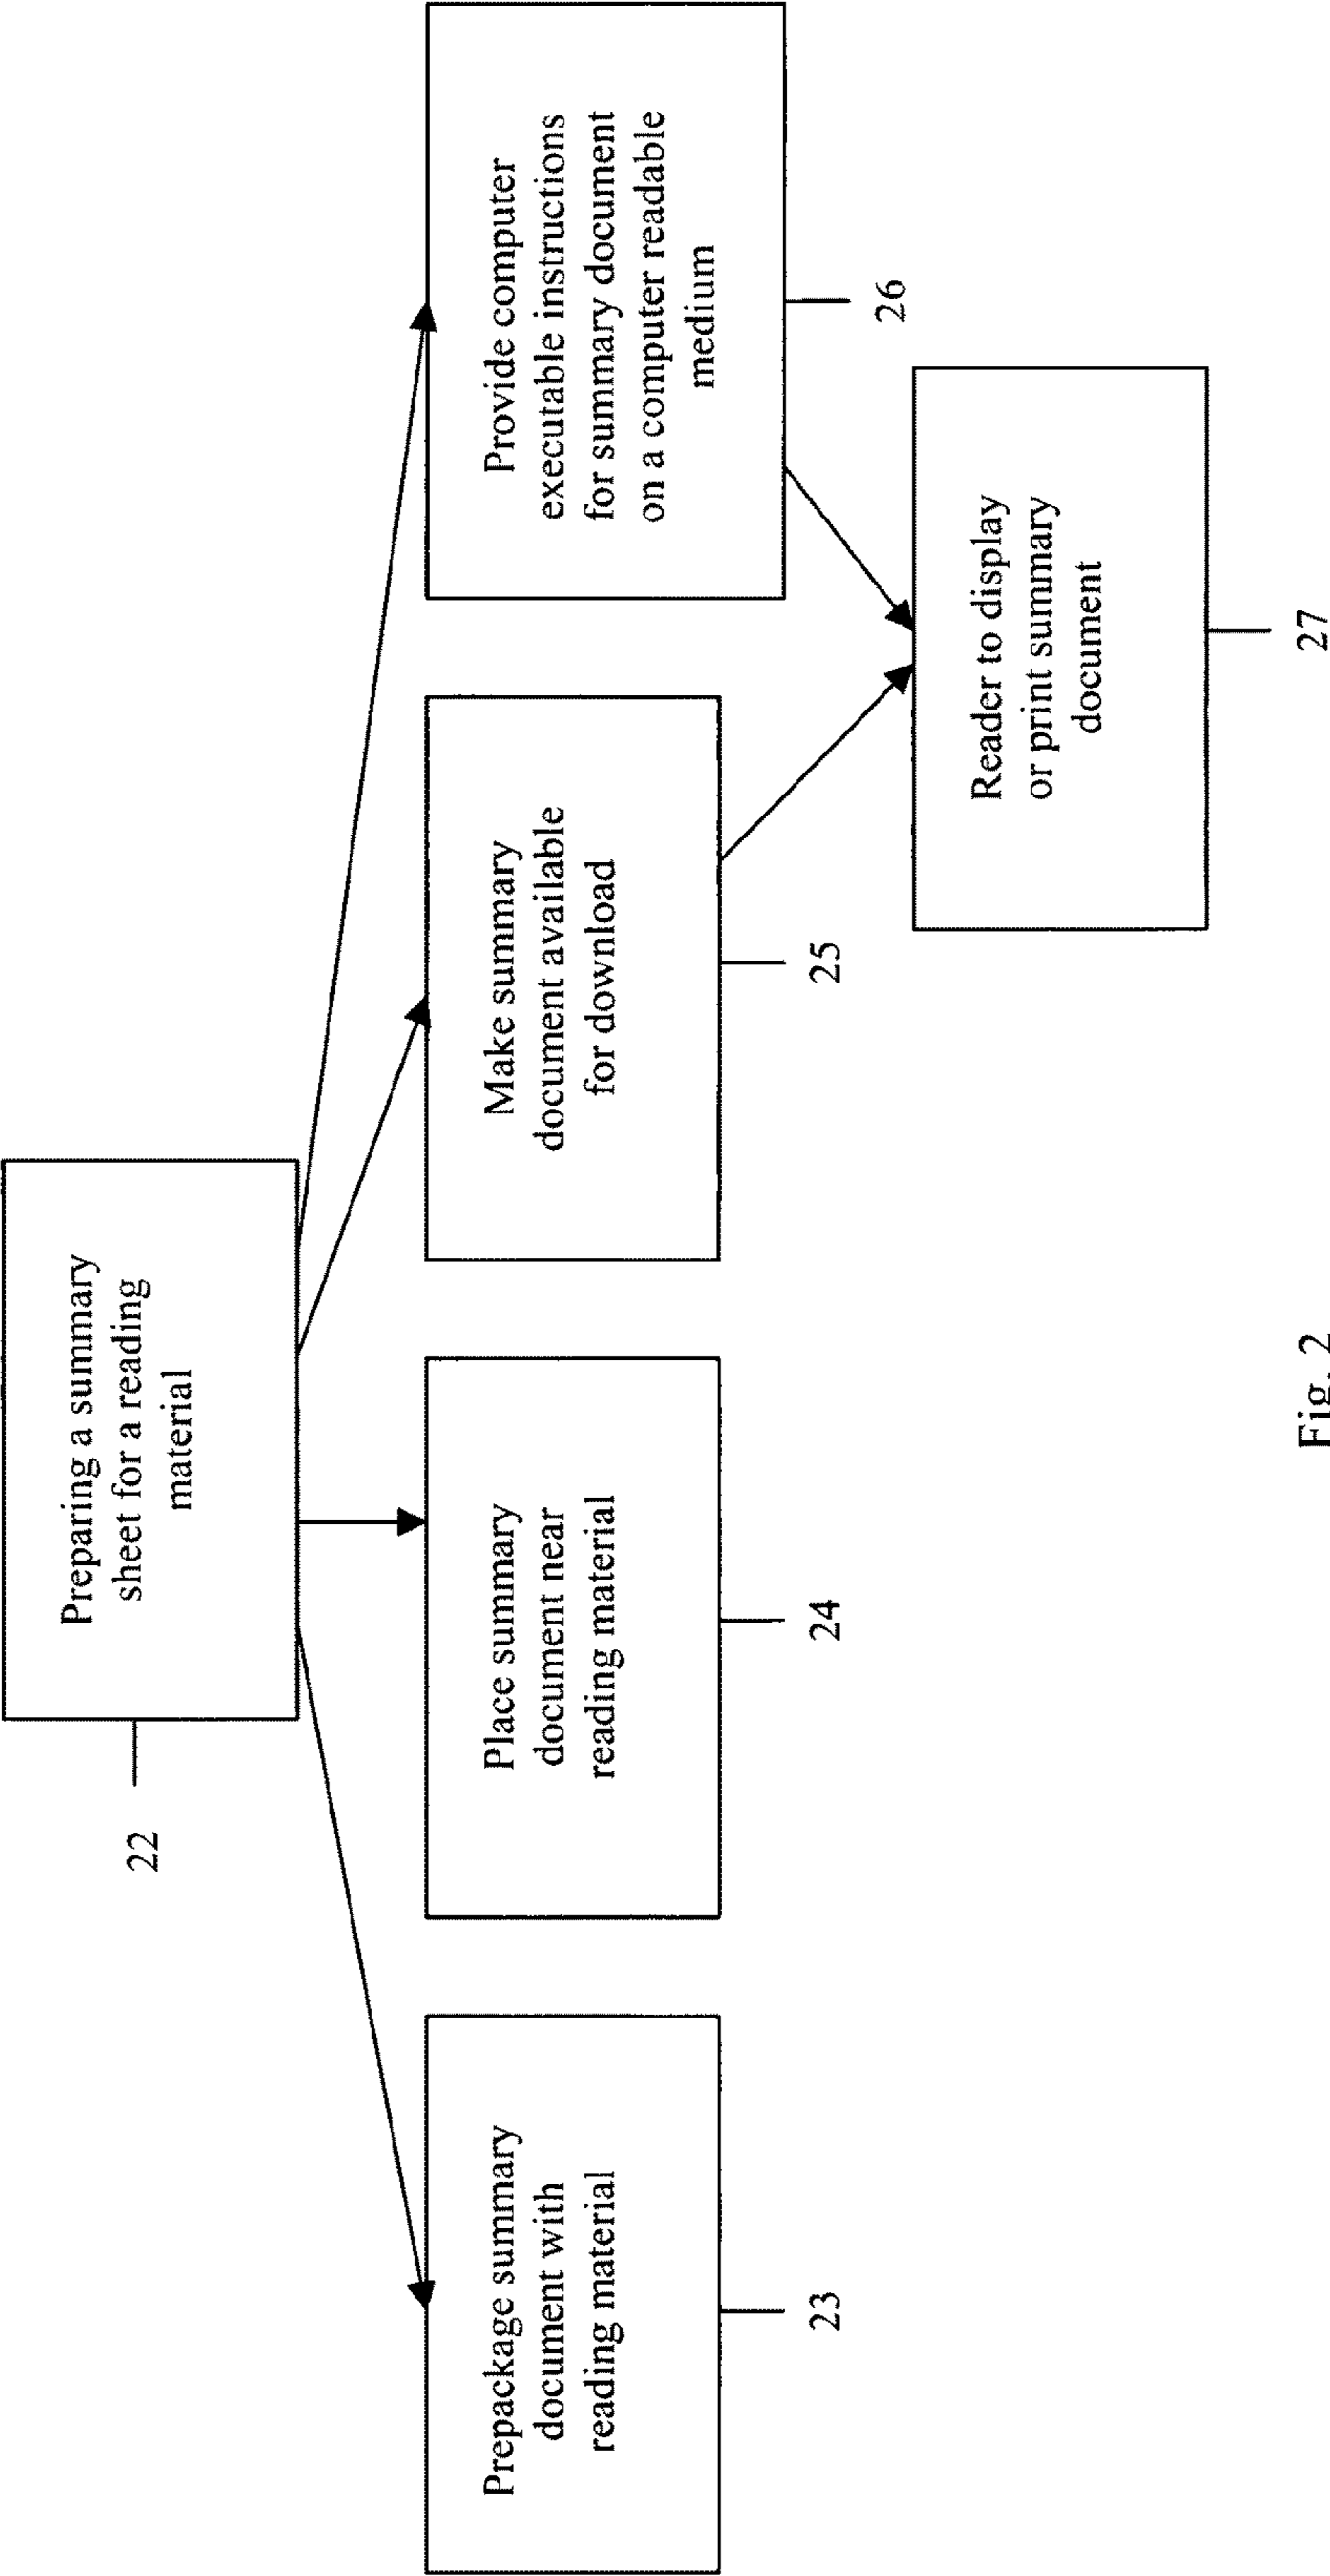 Preparing a summary
sheet for a reading
material
22
Prepackage summary
document with
reading material
23
Place summary
document near
reading material
24
Make summary
document available
for download
25
Provide computer
executable instructions
for summary document
on a computer readable
medium
26
Reader to display
or print summary
document
27
Fig. 2